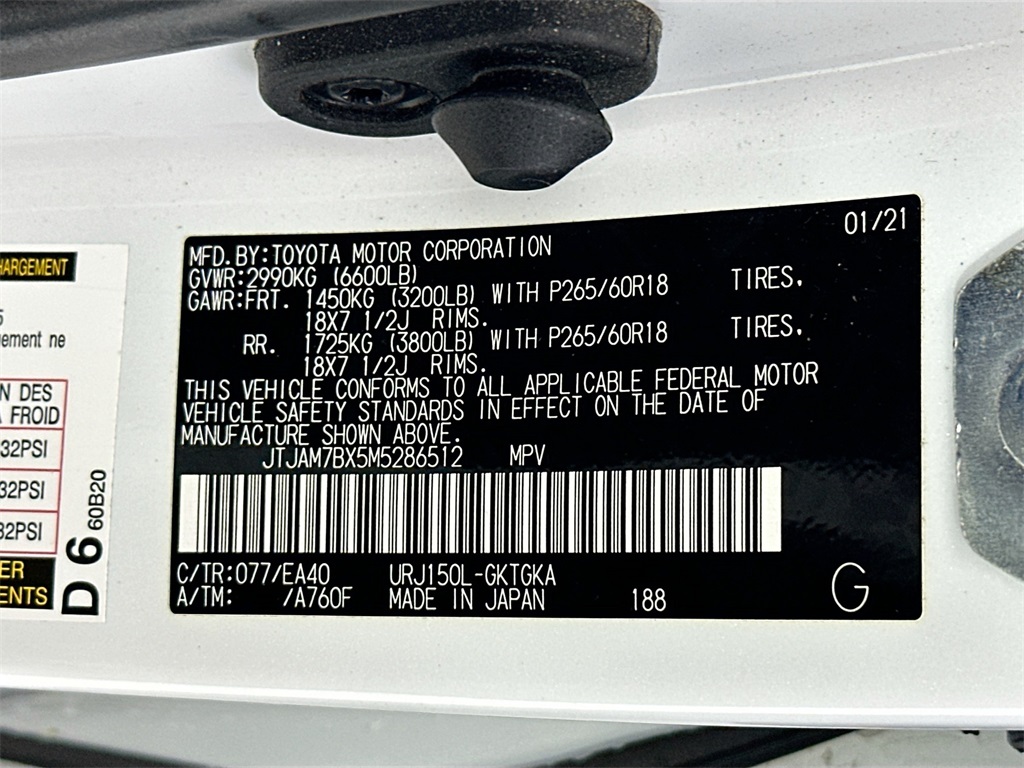 01/21
MFD.BY:TOYOTA MOTOR CORPORATION
GVWR:2990KG (6600LB)
GAWR:FRT. 1450KG (3200LB) WITH P265/60R18 TIRES,
18X7 1/2J RIMS.
RR. 1725KG (3800LB) WITH P265/60R18 TIRES,
18X7 1/2J RIMS.
THIS VEHICLE CONFORMS TO ALL APPLICABLE FEDERAL MOTOR
VEHICLE SAFETY STANDARDS IN EFFECT ON THE DATE OF
MANUFACTURE SHOWN ABOVE.
JTJAM7BX5M5286512 MPV
C/TR:077/EA40 URJ150L-GKTGKA
A/TM: /A760F MADE IN JAPAN 188
G
HARGEMENT
ne
DES
FROID
32PSI
32PSI
32PSI
D6
60B20